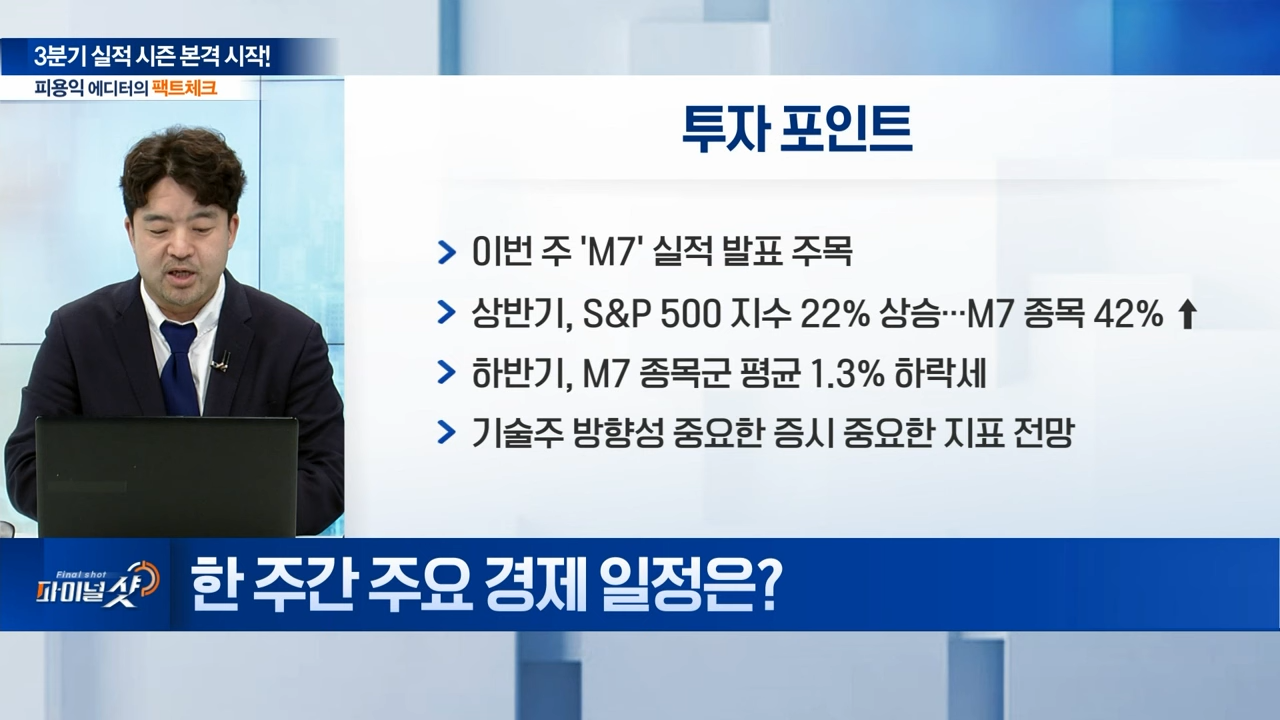 3분기 실적 시즌 본격 시작!
피용익 에디터의 팩트체크
투자 포인트
이번 주 'M7' 실적 발표 주목
상반기, S&P 500 지수 22% 상승…M7 종목 42% ⬆
하반기, M7 종목군 평균 1.3% 하락세
기술주 방향성 중요한 증시 중요한 지표 전망
Final shot
파이널샷
한 주간 주요 경제 일정은?